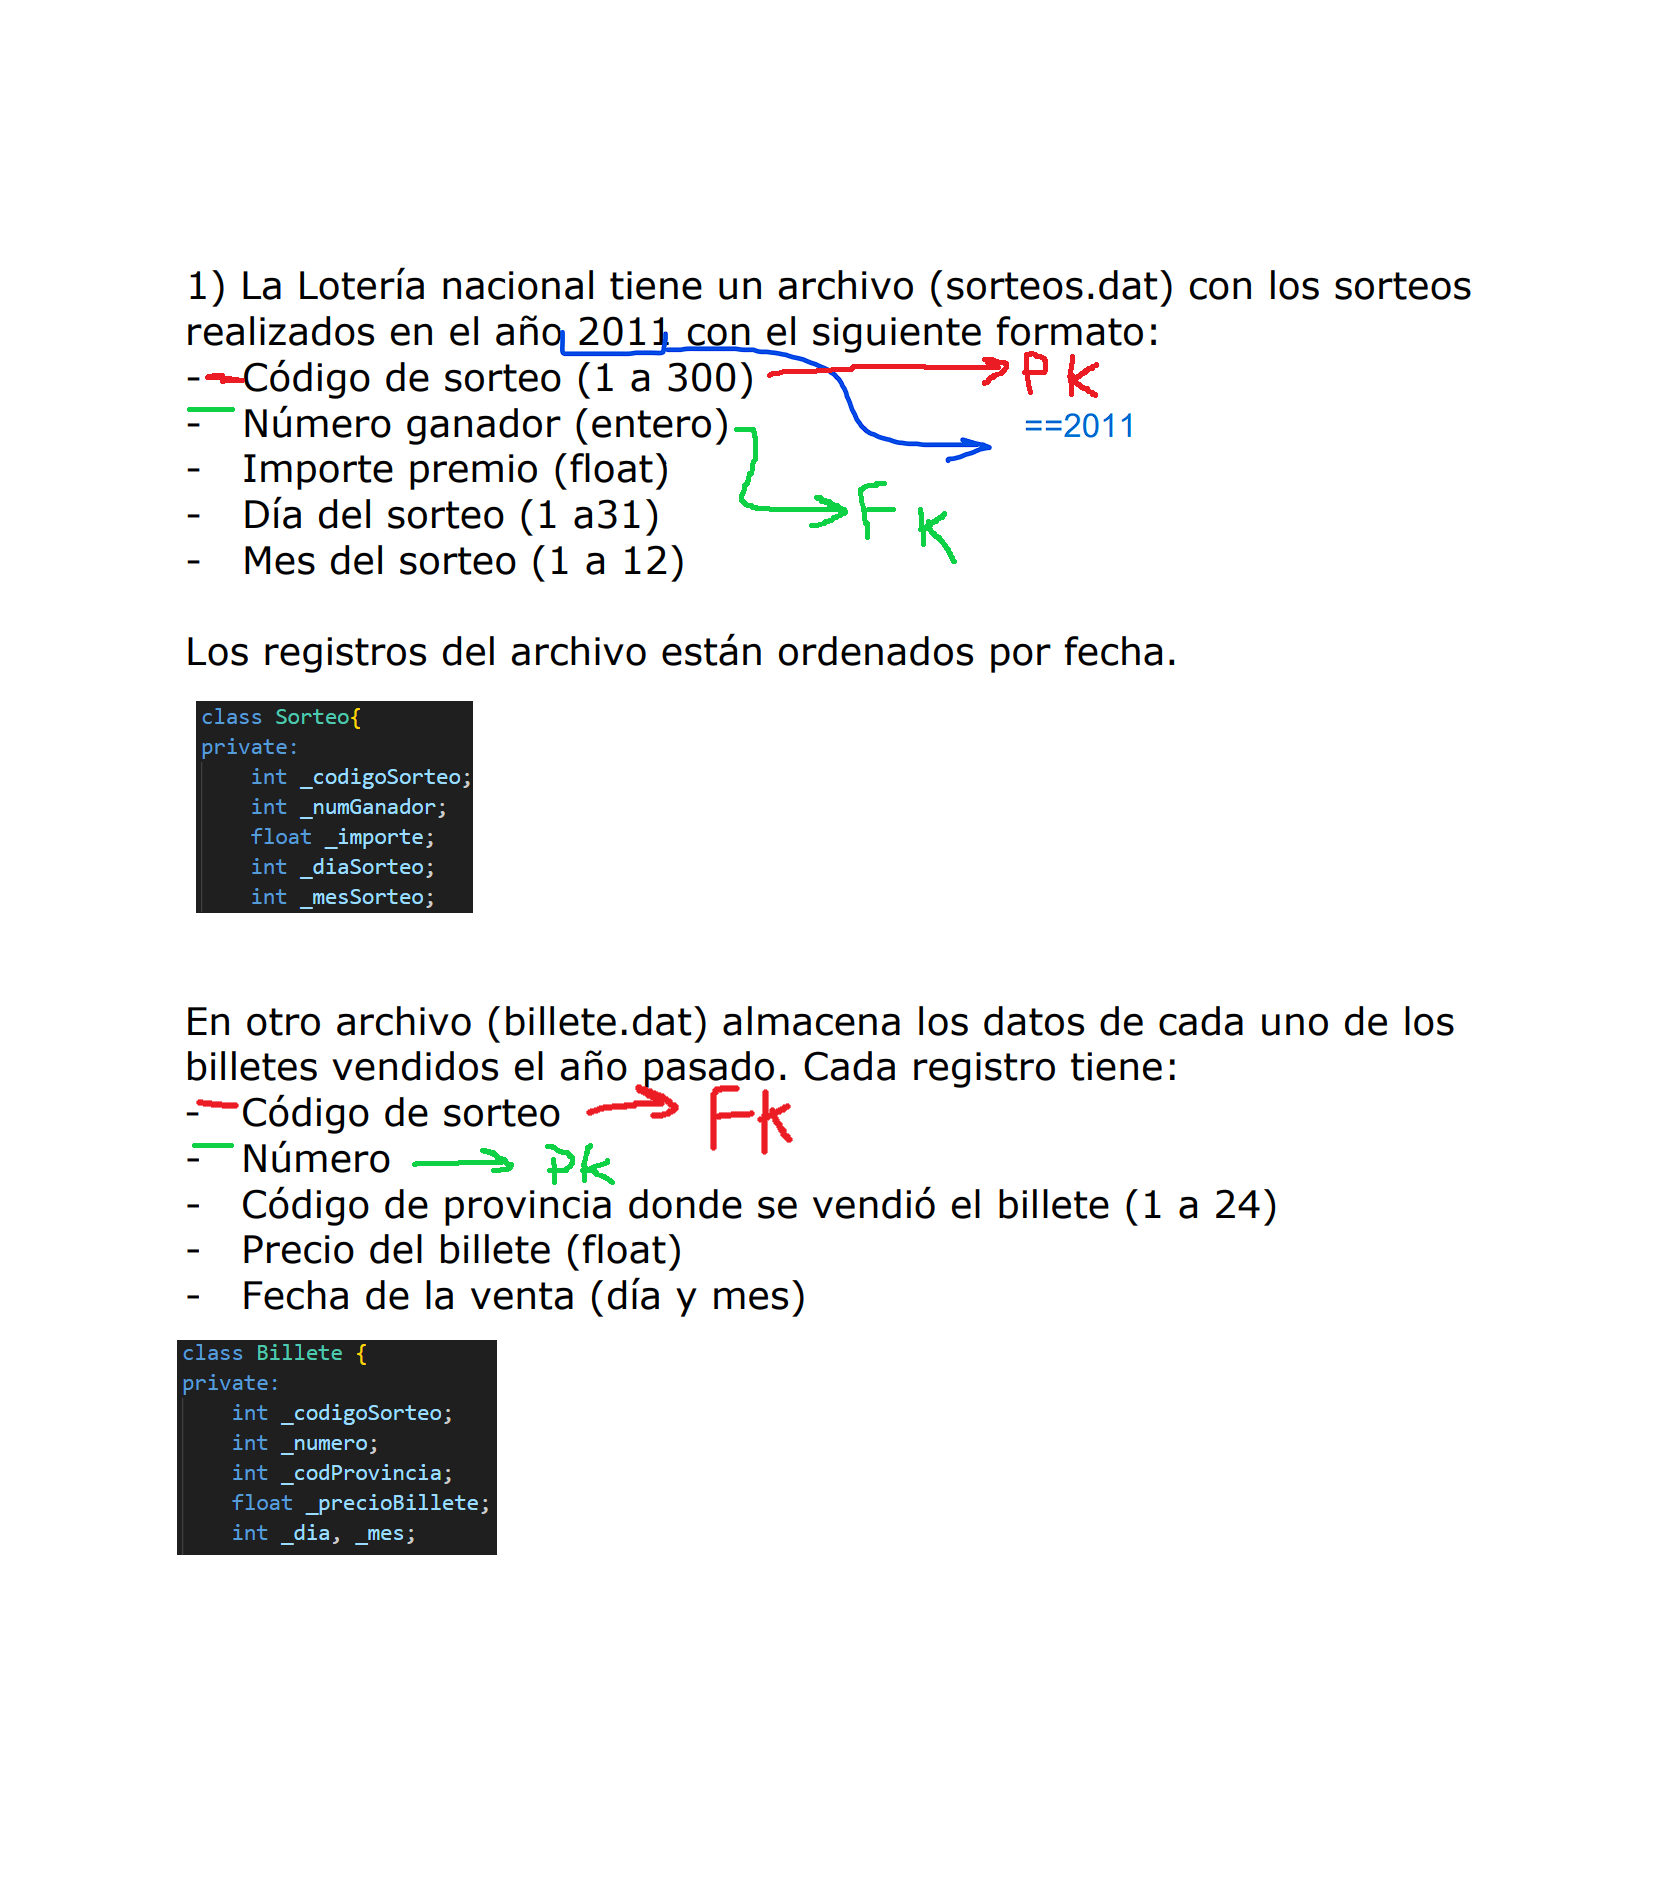 1) La Lotería nacional tiene un archivo (sorteos.dat) con los sorteos
realizados en el año 2011 con el siguiente formato:
- Código de sorteo (1 a 300) PK
- Número ganador (entero) ==2011
- Importe premio (float)
- Día del sorteo (1 a31) FK
- Mes del sorteo (1 a 12)
Los registros del archivo están ordenados por fecha.
class Sorteo{
private:
int _codigoSorteo;
int _numGanador;
float _importe;
int _diaSorteo;
int _mesSorteo;
En otro archivo (billete.dat) almacena los datos de cada uno de los
billetes vendidos el año pasado. Cada registro tiene:
- Código de sorteo FK
- Número PK
- Código de provincia donde se vendió el billete (1 a 24)
- Precio del billete (float)
- Fecha de la venta (día y mes)
class Billete {
private:
int _codigoSorteo;
int _numero;
int _codProvincia;
float _precioBillete;
int _dia, _mes;